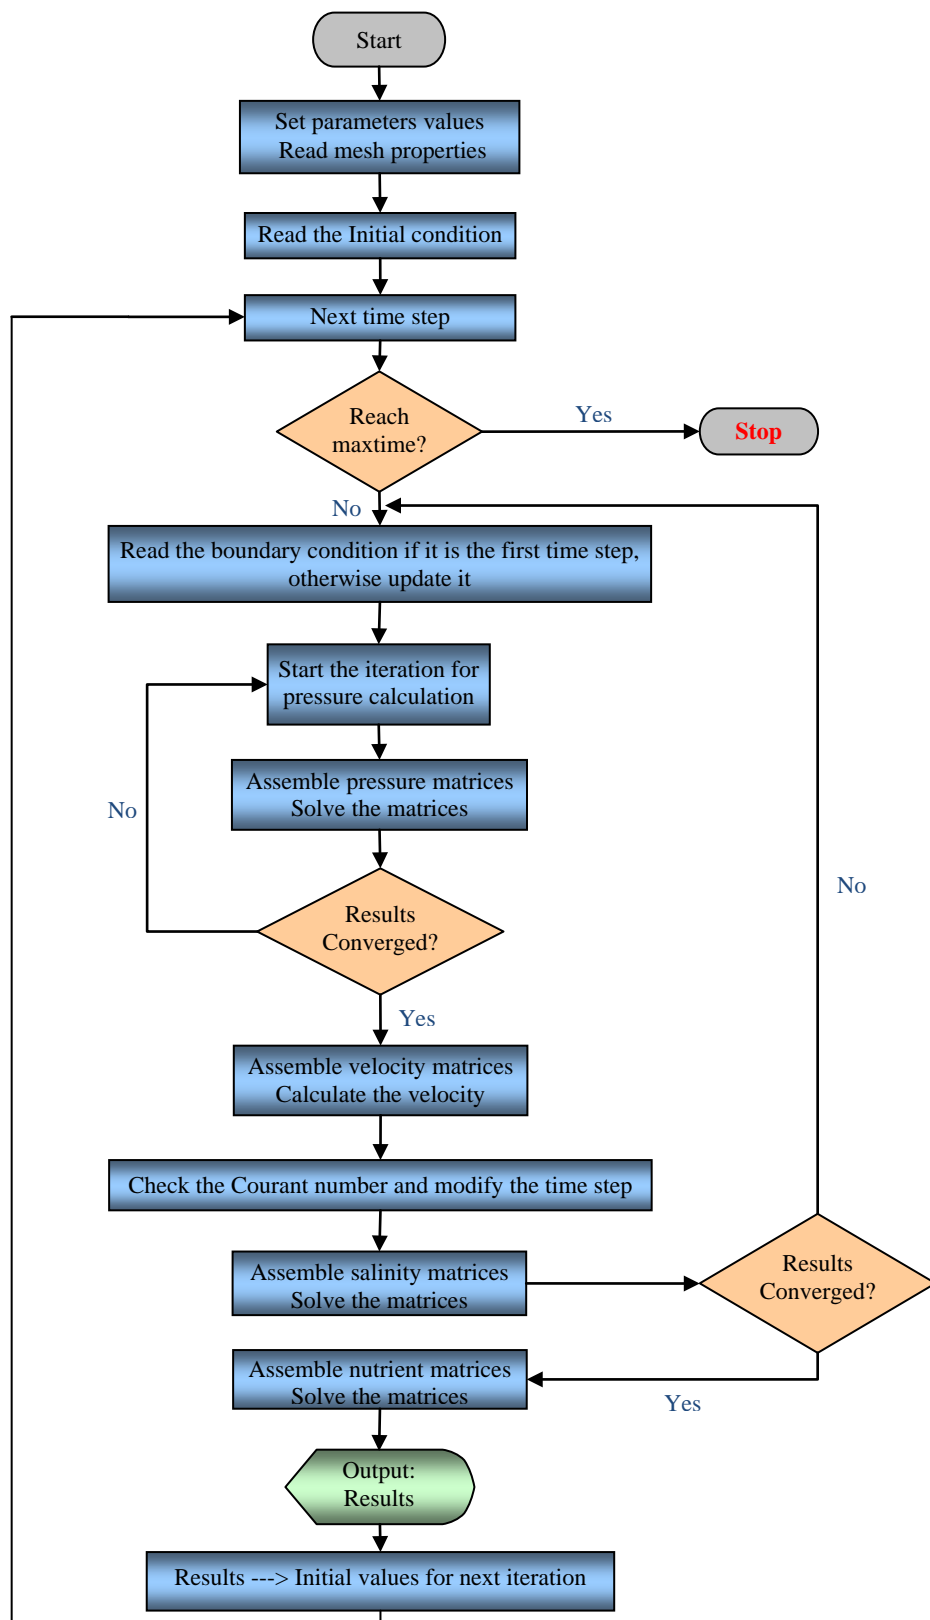 Start
Set parameters values
Read mesh properties
Read the Initial condition
Next time step
Reach
maxtime?
Yes
Stop
No
Read the boundary condition if it is the first time step,
otherwise update it
Start the iteration for
pressure calculation
Assemble pressure matrices
Solve the matrices
No
No
Results
Converged?
Yes
Assemble velocity matrices
Calculate the velocity
Check the Courant number and modify the time step
Assemble salinity matrices
Solve the matrices
Results
Converged?
Assemble nutrient matrices
Solve the matrices
Yes
Output:
Results
Results ---> Initial values for next iteration